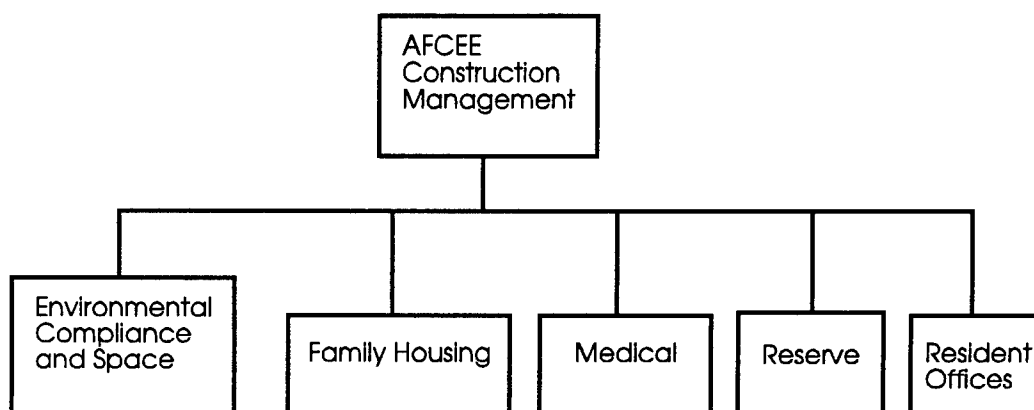 AFCEE
Construction
Management
Environmental
Compliance
and Space
Family Housing
Medical
Reserve
Resident
Offices